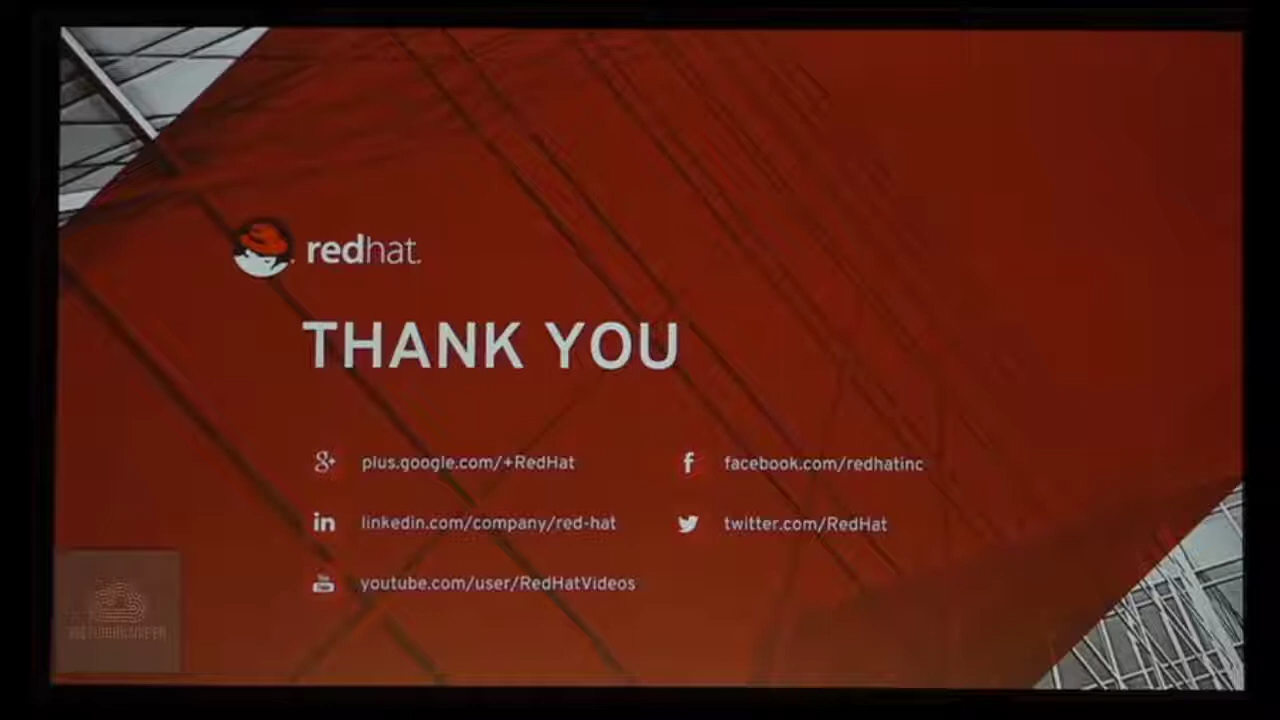 redhat.
THANK YOU
plus.google.com/+RedHat
facebook.com/redhatinc
linkedin.com/company/red-hat
twitter.com/RedHat
youtube.com/user/RedHatVideos